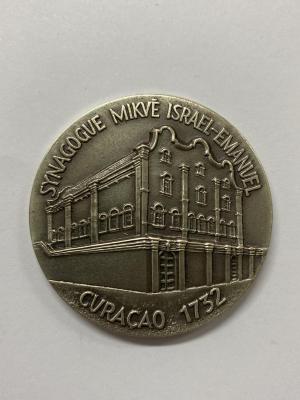 SYNAGOGUE MIKVÉ ISRAEL-EMANUEL
CURAÇAO 1732